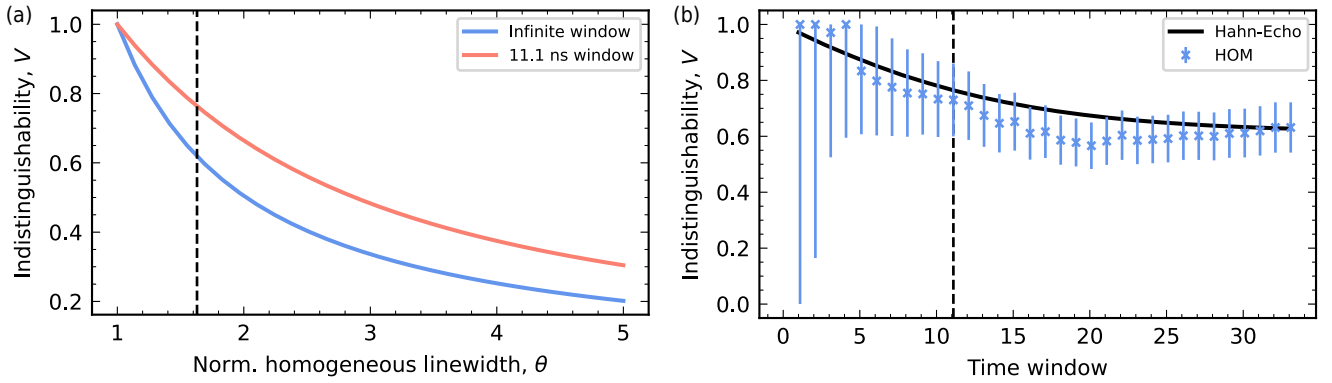 (a)
Indistinguishability, V
1.0
0.8
0.6
0.4
0.2
Infinite window
11.1 ns window
1 2 3 4 5
Norm. homogeneous linewidth, θ
(b)
Indistinguishability, V
1.0
0.8
0.6
0.4
0.2
0.0
Hahn-Echo
HOM
0 5 10 15 20 25 30
Time window